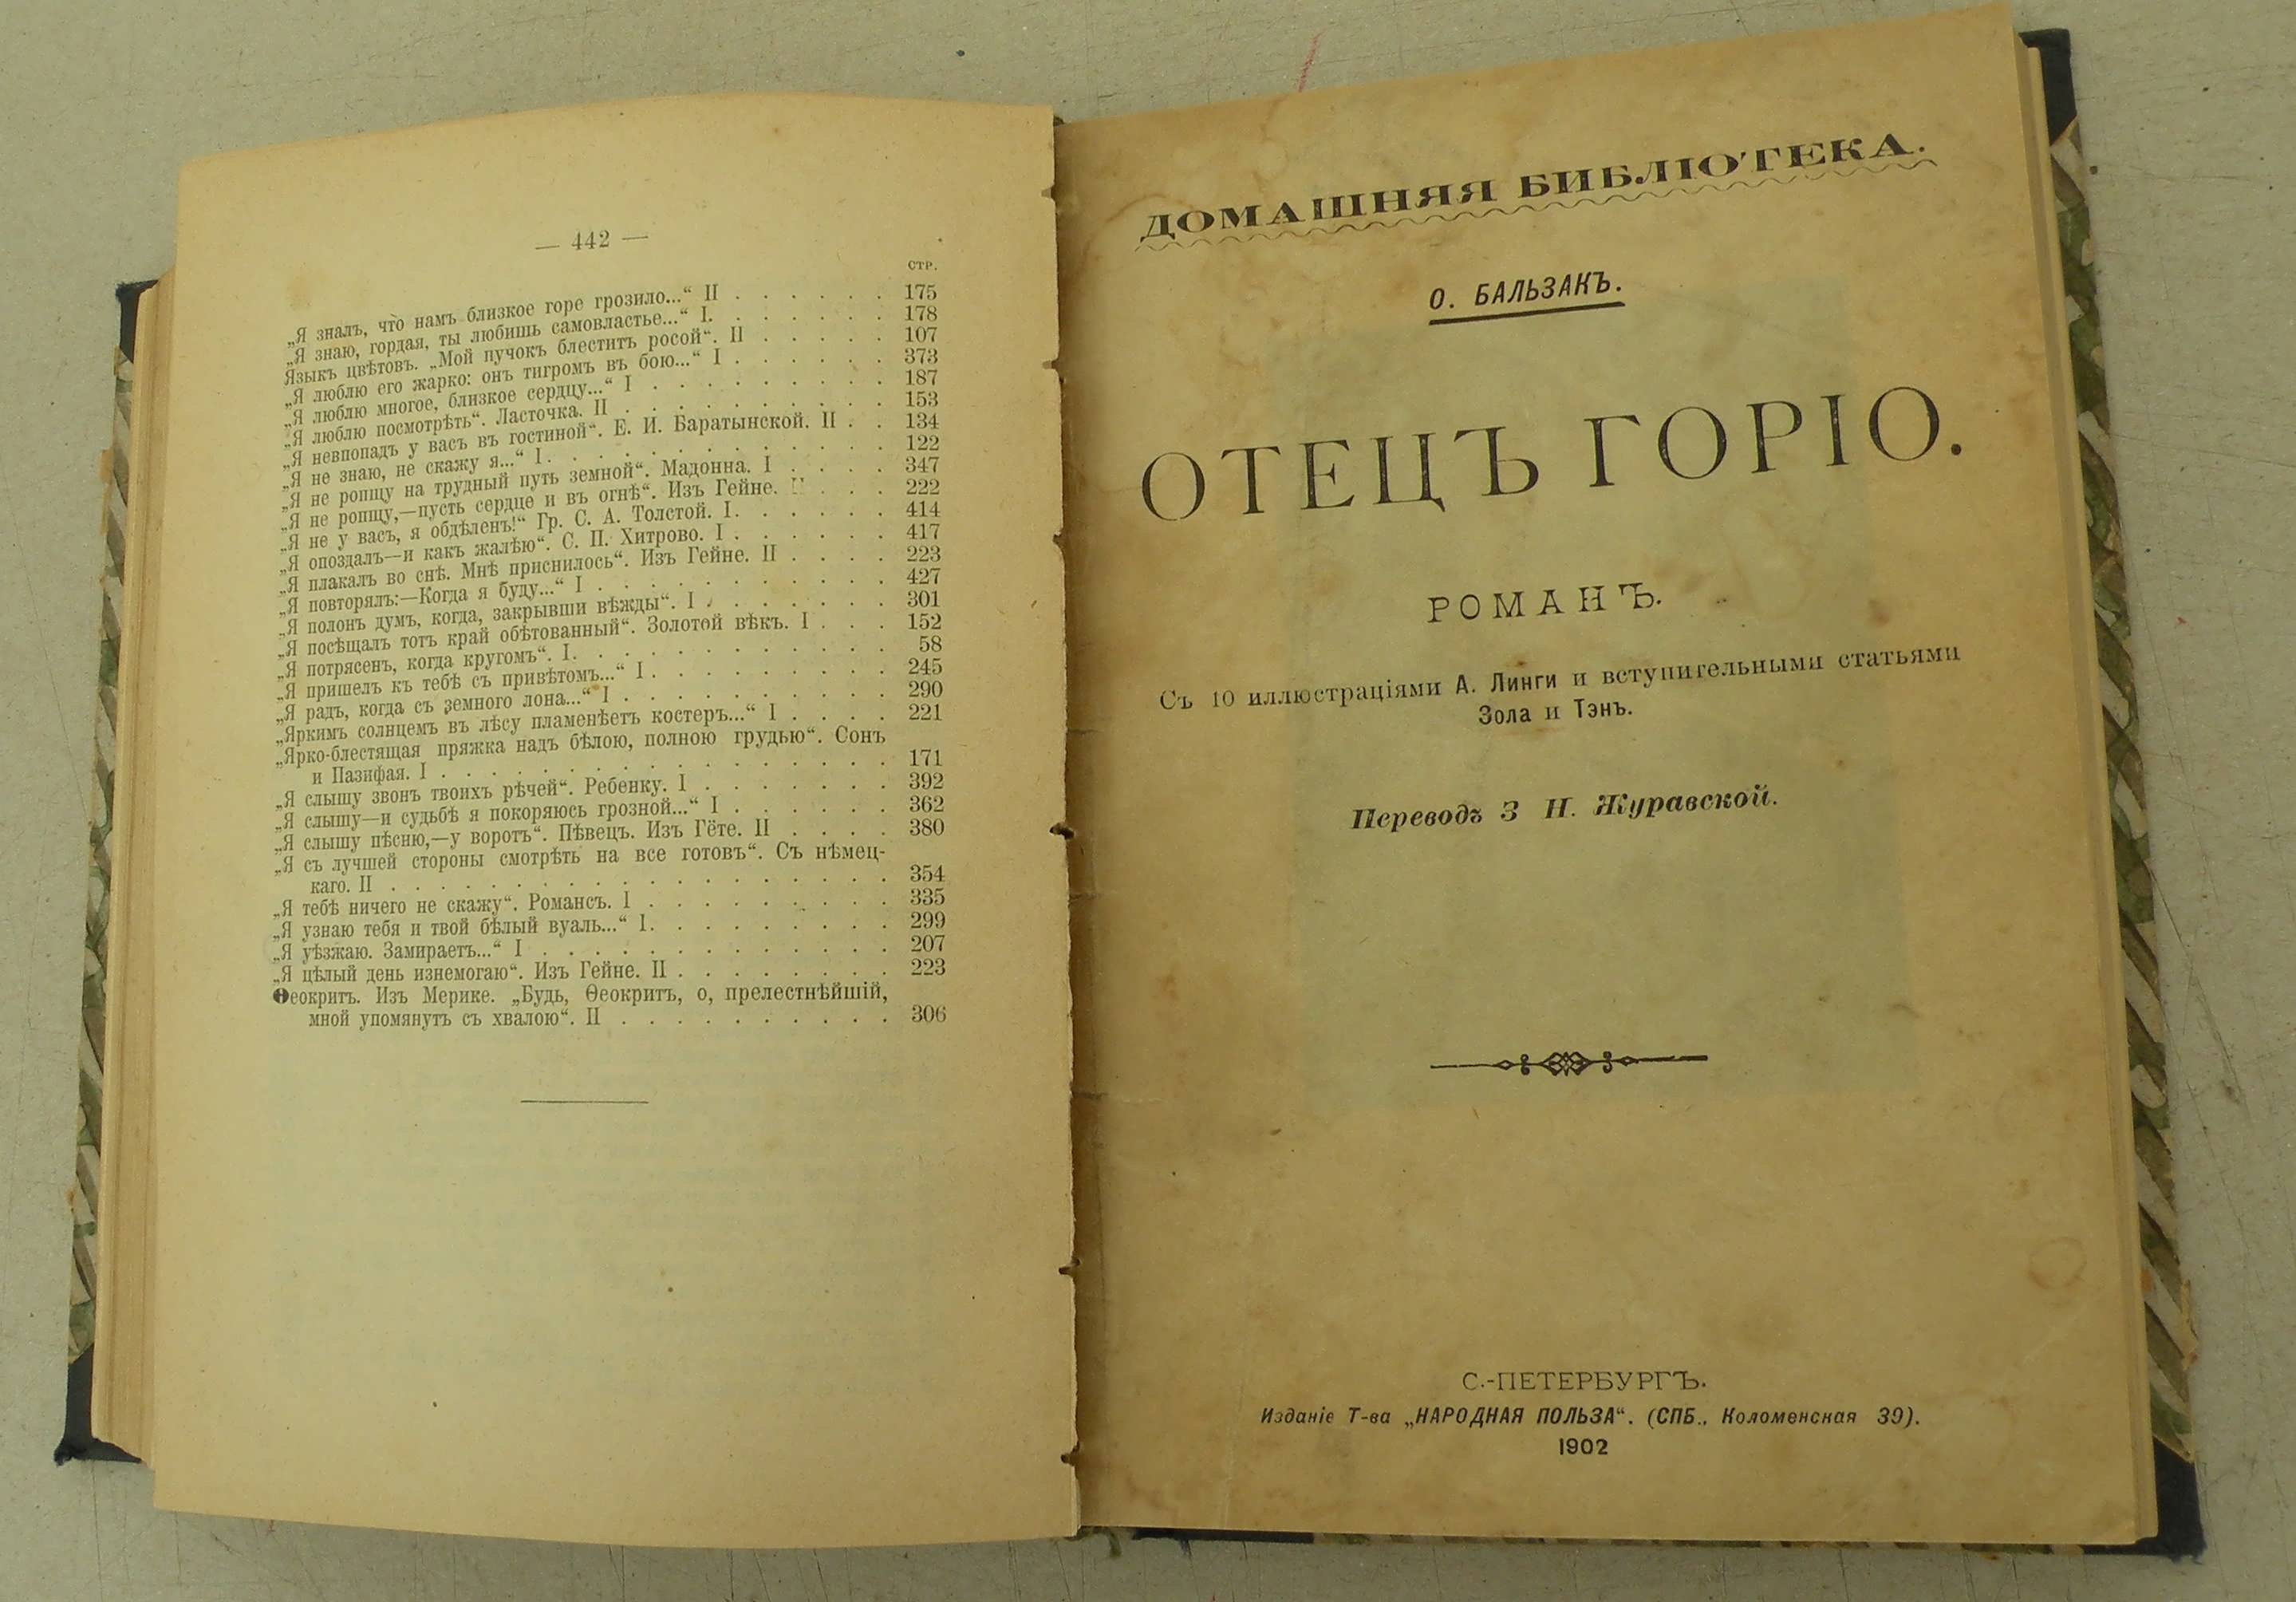 — 442 —
стр.
„Я зналъ, что намъ близкое горе грозило...“ II . . . . . . 175
„Я знаю, гордая, ты любишь самовластье...“ I. . . . . . . 178
Языкъ цвѣтовъ. „Мой пучокъ блеститъ росой“. II . . . . . 107
„Я люблю его жарко: онъ тигромъ въ бою...“ I . . . . . . 373
„Я люблю многое, близкое сердцу...“ I . . . . . . . . . 187
„Я люблю посмотрѣть“. Ласточка. II . . . . . . . . . . 153
„Я невпопадъ у васъ въ гостиной“. Е. И. Баратынской. II . . 134
„Я не знаю, не скажу я...“ I. . . . . . . . . . . . . 122
„Я не ропщу на трудный путь земной“. Мадонна. I . . . . 347
„Я не ропщу,—пусть сердце и въ огнѣ“. Изъ Гейне. . . . 222
„Я не у васъ, я обдѣленъ!“ Гр. С. А. Толстой. I. . . . . . 414
„Я опоздалъ—и какъ жалѣю“. С. П. Хитрово. I . . . . . . 417
„Я плакалъ во снѣ. Мнѣ приснилось“. Изъ Гейне. II . . . . 223
„Я повторялъ:—Когда я буду...“ I . . . . . . . . . . . 427
„Я полонъ думъ, когда, закрывши вѣжды“. I . . . . . . . 301
„Я посѣщалъ тотъ край обѣтованный“. Золотой вѣкъ. I . . . 152
„Я потрясенъ, когда кругомъ“. I. . . . . . . . . . . . 58
„Я пришелъ къ тебѣ съ привѣтомъ...“ I . . . . . . . . . 245
„Я радъ, когда съ земного лона...“ I . . . . . . . . . . 290
„Яркимъ солнцемъ въ лѣсу пламенѣетъ костеръ...“ I . . . . 221
„Ярко-блестящая пряжка надъ бѣлою, полною грудью“. Сонъ
и Пазифая. I . . . . . . . . . . . . . . . . . 171
„Я слышу звонъ твоихъ рѣчей“. Ребенку. I . . . . . . . 392
„Я слышу—и судьбѣ я покоряюсь грозной...“ I . . . . . . 362
„Я слышу пѣсню,—у воротъ“. Пѣвецъ. Изъ Гёте. II . . . . 380
„Я съ лучшей стороны смотрѣть на все готовъ“. Съ нѣмец-
каго. II . . . . . . . . . . . . . . . . . . . 354
„Я тебѣ ничего не скажу“. Романсъ. I . . . . . . . . . . 335
„Я узнаю тебя и твой бѣлый вуаль...“ I. . . . . . . . . . 299
„Я уѣзжаю. Замираетъ...“ I . . . . . . . . . . . . . . 207
„Я цѣлый день изнемогаю“. Изъ Гейне. II . . . . . . . . 223
Ѳеокритъ. Изъ Мерике. „Будь, Ѳеокритъ, о, прелестнѣйшій,
мной упомянутъ съ хвалою“. II . . . . . . . . . . . 306
ДОМАШНЯЯ БИБЛІОТЕКА.
О. БАЛЬЗАКЪ.
ОТЕЦЪ ГОРІО.
РОМАНЪ.
Съ 10 иллюстраціями А. Линги и вступительными статьями
Зола и Тэнъ.
Переводъ З Н. Журавской.
С.-ПЕТЕРБУРГЪ.
Изданіе Т-ва „НАРОДНАЯ ПОЛЬЗА“. (СПБ., Коломенская 39).
1902